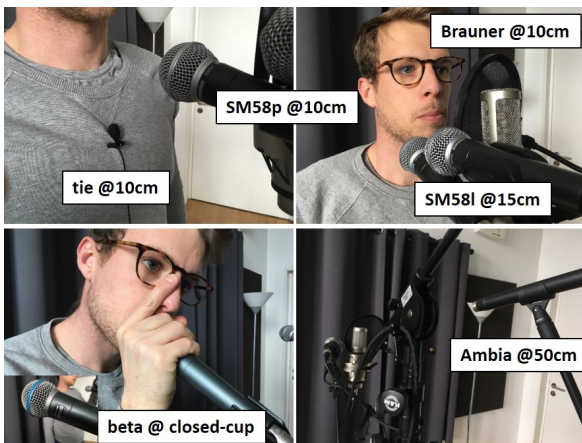 Brauner @10cm
SM58p @10cm
tie @10cm
SM58l @15cm
Ambia @50cm
beta @ closed-cup
K&M